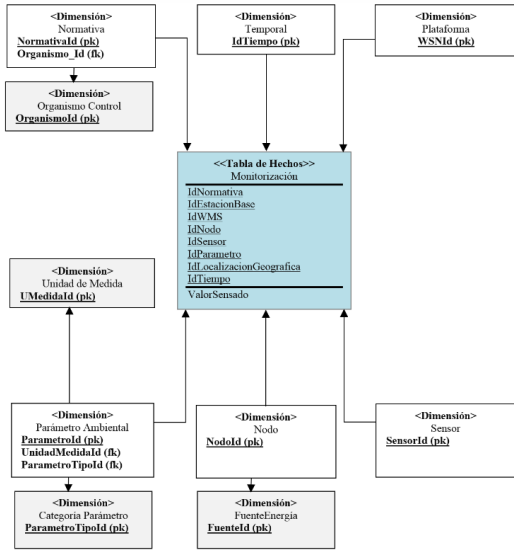 <Dimensión>
Normativa
NormativaId (pk)
Organismo_Id (fk)
<Dimensión>
Temporal
IdTiempo (pk)
<Dimensión>
Plataforma
WSNId (pk)
<Dimensión>
Organismo Control
OrganismoId (pk)
<<Tabla de Hechos>>
Monitorización
IdNormativa
IdEstacionBase
IdWMS
IdNodo
IdSensor
IdParametro
IdLocalizacionGeografica
IdTiempo
ValorSensado
<Dimensión>
Unidad de Medida
UMedidaId (pk)
<Dimensión>
Parámetro Ambiental
ParametroId (pk)
UnidadMedidaId (fk)
ParametroTipoId (fk)
<Dimensión>
Nodo
NodoId (pk)
<Dimensión>
Sensor
SensorId (pk)
<Dimensión>
Categoría Parámetro
ParametroTipoId (pk)
<Dimensión>
FuenteEnergía
FuenteId (pk)